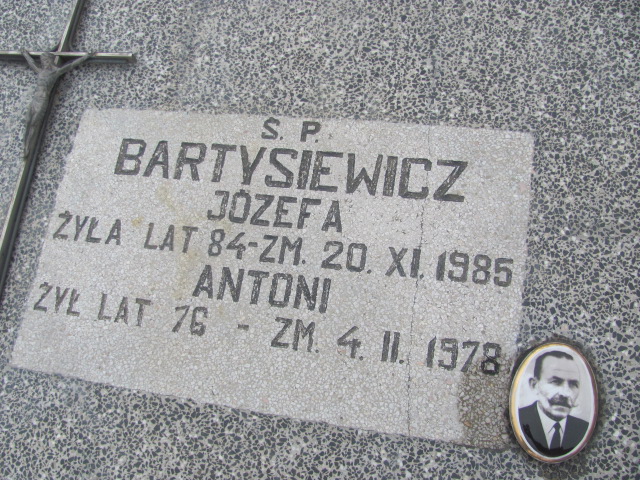 Ś. P.
BARTYSIEWICZ
JÓZEFA
ŻYŁA LAT 84-ZM. 20. XI. 1985
ANTONI
ŻYŁ LAT 76 - ZM. 4. II. 1978